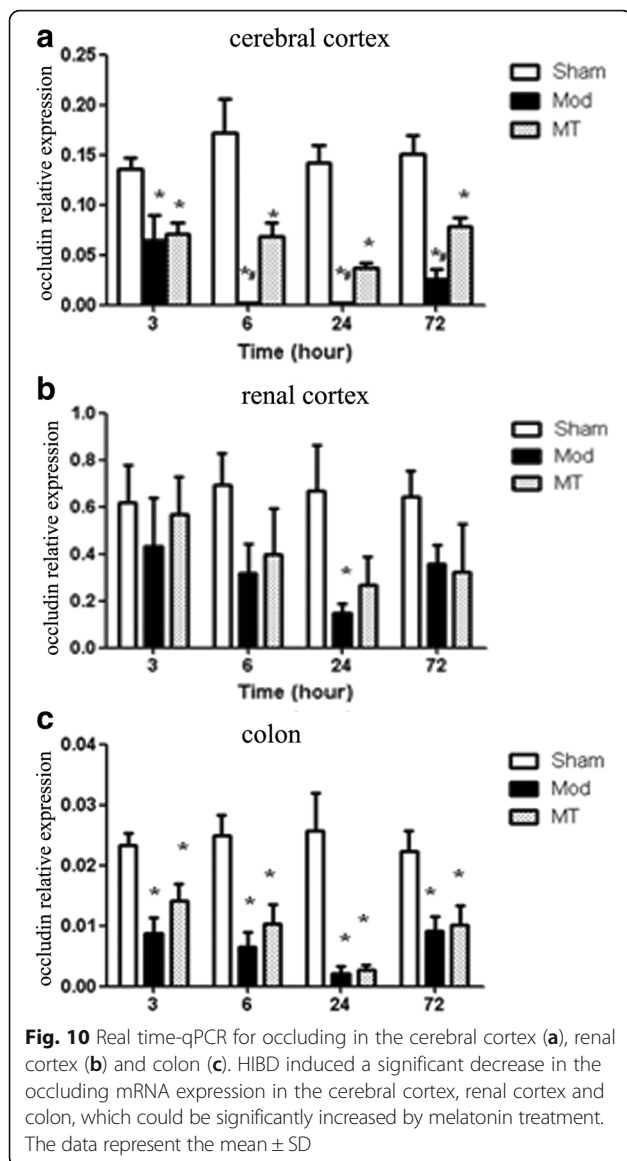 a
cerebral cortex
occludin relative expression
0.25
0.20
0.15
0.10
0.05
0.00
* * *# * *# * *# *
3 6 24 72
Time (hour)
Sham
Mod
MT
b
renal cortex
occludin relative expression
1.0
0.8
0.6
0.4
0.2
0.0
*
3 6 24 72
Time (hour)
Sham
Mod
MT
c
colon
occludin relative expression
0.04
0.03
0.02
0.01
0.00
* * * * * * * *
3 6 24 72
Time (hour)
Sham
Mod
MT
Fig. 10 Real time-qPCR for occluding in the cerebral cortex (a), renal
cortex (b) and colon (c). HIBD induced a significant decrease in the
occluding mRNA expression in the cerebral cortex, renal cortex and
colon, which could be significantly increased by melatonin treatment.
The data represent the mean ± SD